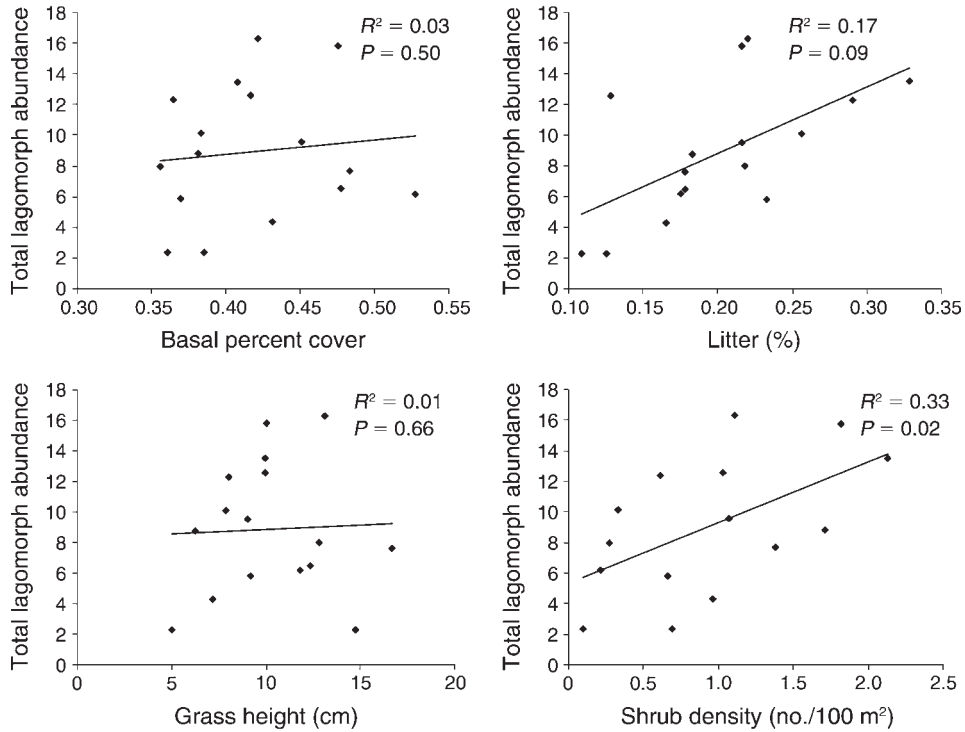 R² = 0.03
P = 0.50
Total lagomorph abundance
18
16
14
12
10
8
6
4
2
0
0.30 0.35 0.40 0.45 0.50 0.55
Basal percent cover
R² = 0.17
P = 0.09
Total lagomorph abundance
18
16
14
12
10
8
6
4
2
0
0.10 0.15 0.20 0.25 0.30 0.35
Litter (%)
R² = 0.01
P = 0.66
Total lagomorph abundance
18
16
14
12
10
8
6
4
2
0
0 5 10 15 20
Grass height (cm)
R² = 0.33
P = 0.02
Total lagomorph abundance
18
16
14
12
10
8
6
4
2
0
0 0.5 1.0 1.5 2.0 2.5
Shrub density (no./100 m²)